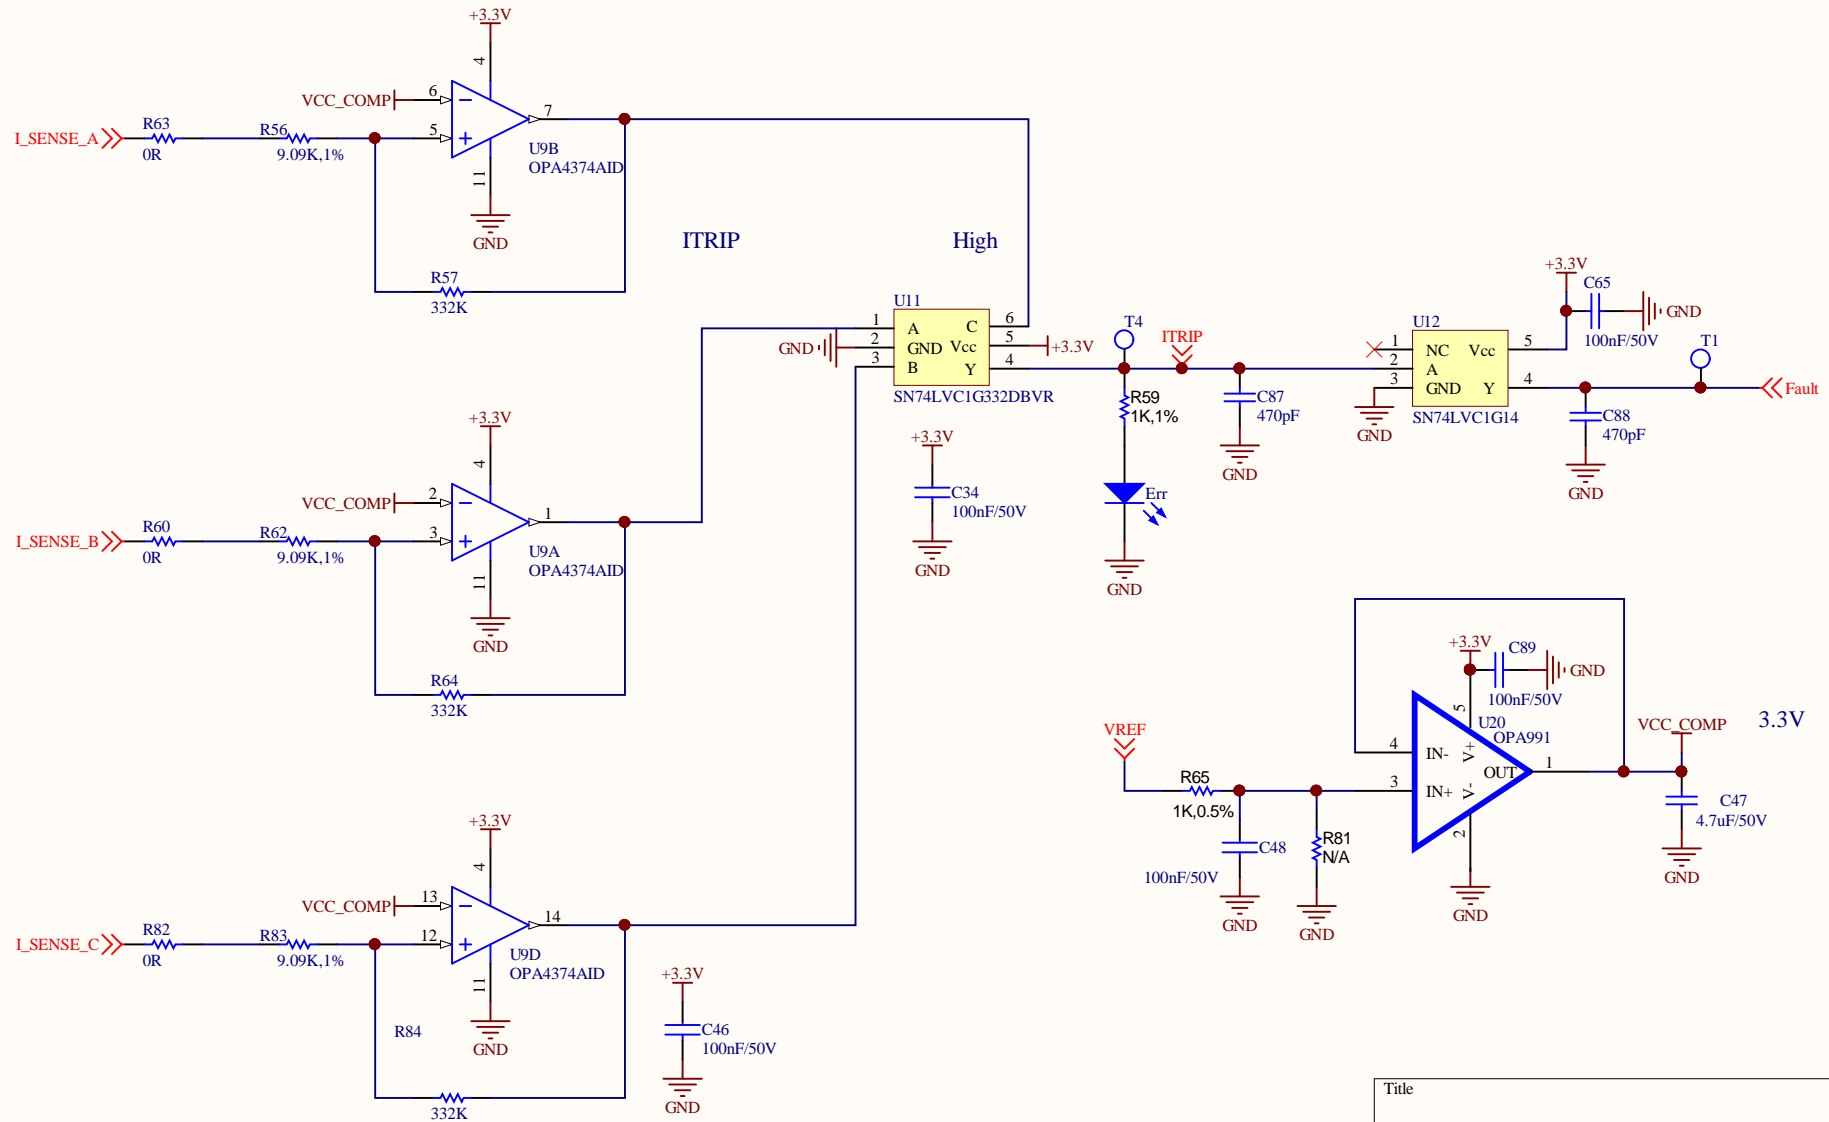 +3.3V
4
VCC_COMP
6
7
I_SENSE_A
R63
0R
R56
9.09K,1%
5
U9B
OPA4374AID
11
GND
R57
332K
ITRIP
High
U11
1
A
C
6
GND
2
GND
Vcc
5
+3.3V
3
B
Y
4
SN74LVC1G332DBVR
T4
ITRIP
R59
1K,1%
C87
470pF
GND
Err
GND
+3.3V
C34
100nF/50V
GND
+3.3V
C65
100nF/50V
GND
U12
1
NC
Vcc
5
2
A
3
GND
Y
4
SN74LVC1G14
GND
T1
Fault
C88
470pF
GND
+3.3V
4
VCC_COMP
2
1
I_SENSE_B
R60
0R
R62
9.09K,1%
3
U9A
OPA4374AID
11
GND
R64
332K
+3.3V
C89
100nF/50V
GND
5
U20
OPA991
VCC_COMP
3.3V
4
IN-
V+
OUT
1
3
IN+
V-
2
GND
C47
4.7uF/50V
GND
VREF
R65
1K,0.5%
C48
100nF/50V
GND
R81
N/A
GND
+3.3V
4
VCC_COMP
13
14
I_SENSE_C
R82
0R
R83
9.09K,1%
12
U9D
OPA4374AID
11
GND
R84
332K
+3.3V
C46
100nF/50V
GND
Title